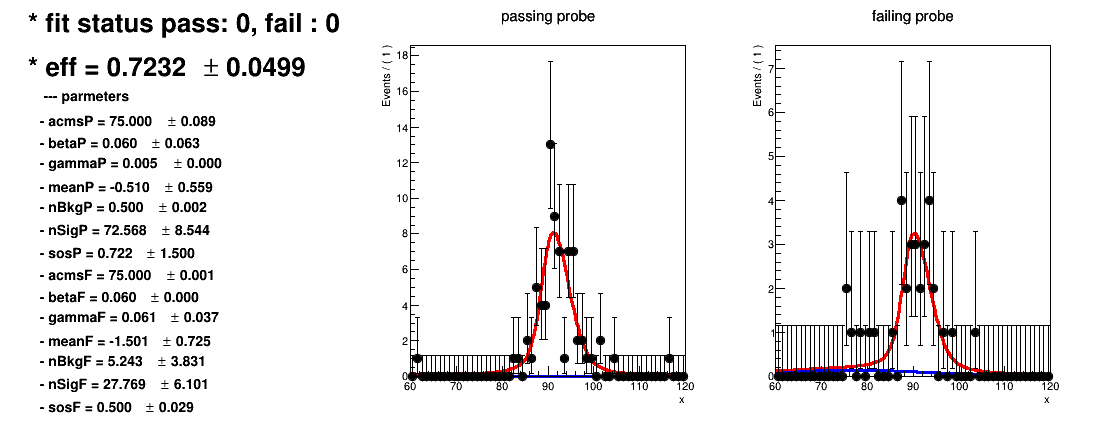 * fit status pass: 0, fail : 0
* eff = 0.7232 ± 0.0499
--- parmeters
- acmsP = 75.000 ± 0.089
- betaP = 0.060 ± 0.063
- gammaP = 0.005 ± 0.000
- meanP = -0.510 ± 0.559
- nBkgP = 0.500 ± 0.002
- nSigP = 72.568 ± 8.544
- sosP = 0.722 ± 1.500
- acmsF = 75.000 ± 0.001
- betaF = 0.060 ± 0.000
- gammaF = 0.061 ± 0.037
- meanF = -1.501 ± 0.725
- nBkgF = 5.243 ± 3.831
- nSigF = 27.769 ± 6.101
- sosF = 0.500 ± 0.029
passing probe
Events / ( 1 )
18
16
14
12
10
8
6
4
2
0
60 70 80 90 100 110 120
x
failing probe
Events / ( 1 )
7
6
5
4
3
2
1
0
60 70 80 90 100 110 120
x